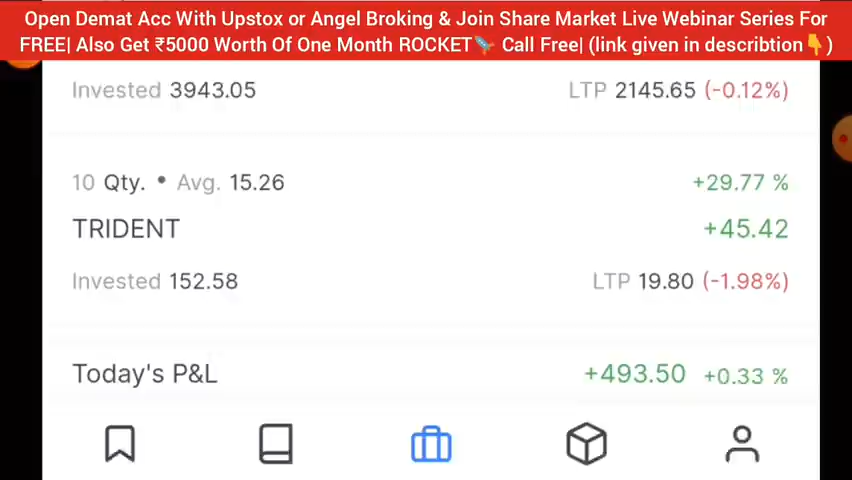 Open Demat Acc With Upstox or Angel Broking & Join Share Market Live Webinar Series For
FREE| Also Get ₹5000 Worth Of One Month ROCKET🚀 Call Free| (link given in describtion👇)
Invested 3943.05 LTP 2145.65 (-0.12%)
10 Qty. • Avg. 15.26 +29.77 %
TRIDENT +45.42
Invested 152.58 LTP 19.80 (-1.98%)
Today's P&L +493.50 +0.33 %